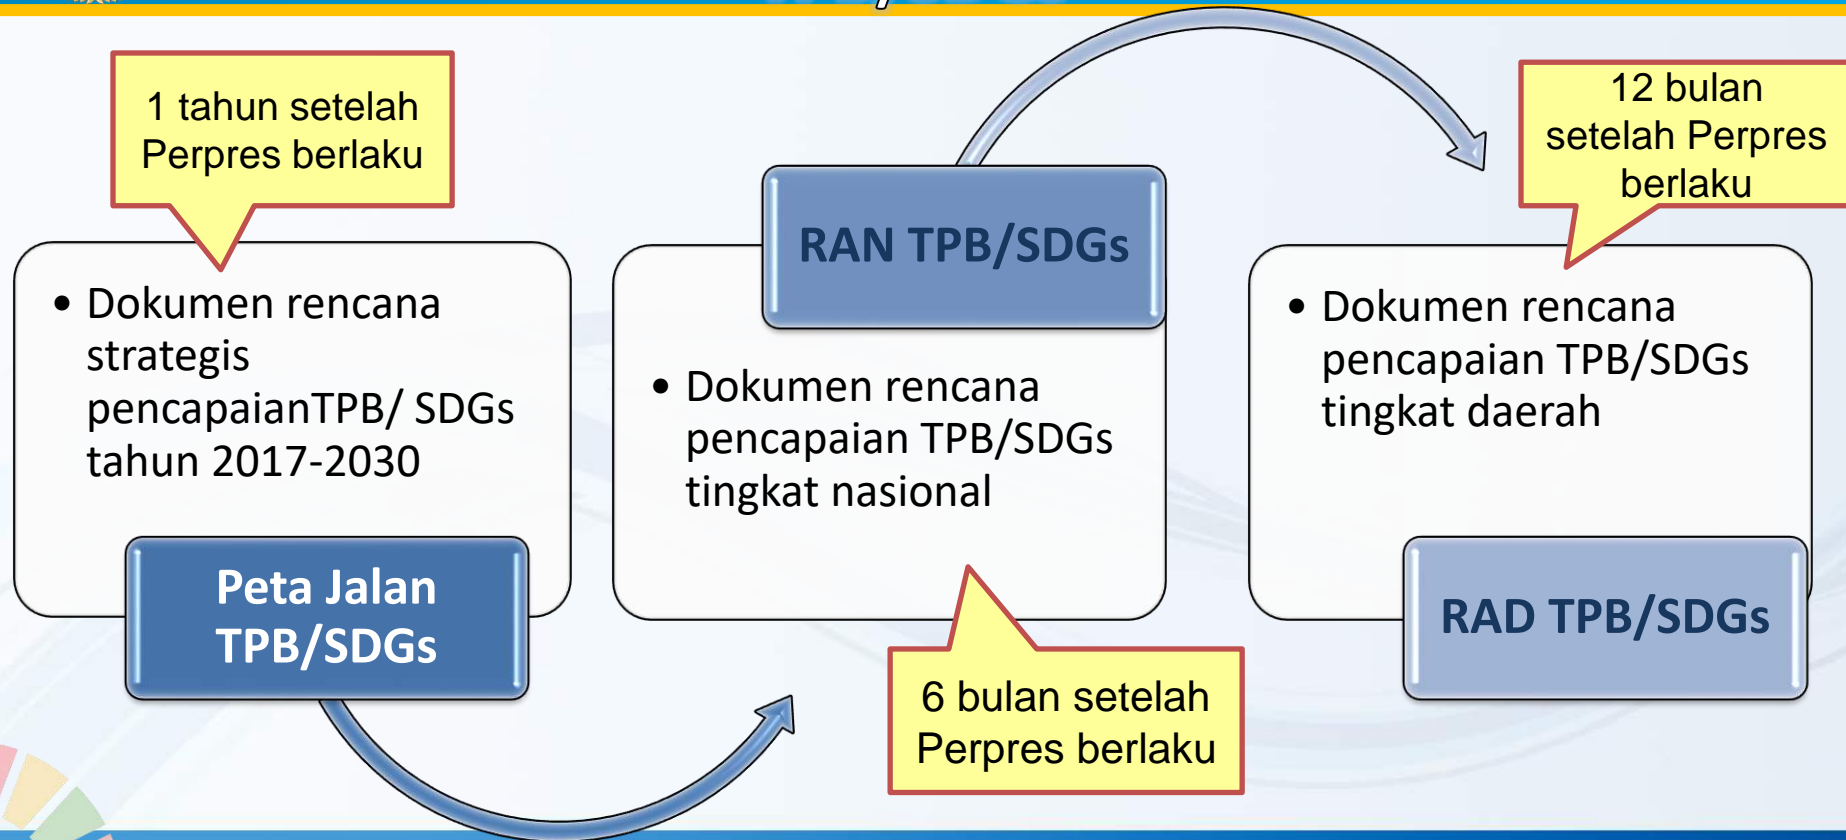 1 tahun setelah
Perpres berlaku
• Dokumen rencana
strategis
pencapaianTPB/ SDGs
tahun 2017-2030
Peta Jalan
TPB/SDGs
RAN TPB/SDGs
• Dokumen rencana
pencapaian TPB/SDGs
tingkat nasional
6 bulan setelah
Perpres berlaku
12 bulan
setelah Perpres
berlaku
• Dokumen rencana
pencapaian TPB/SDGs
tingkat daerah
RAD TPB/SDGs